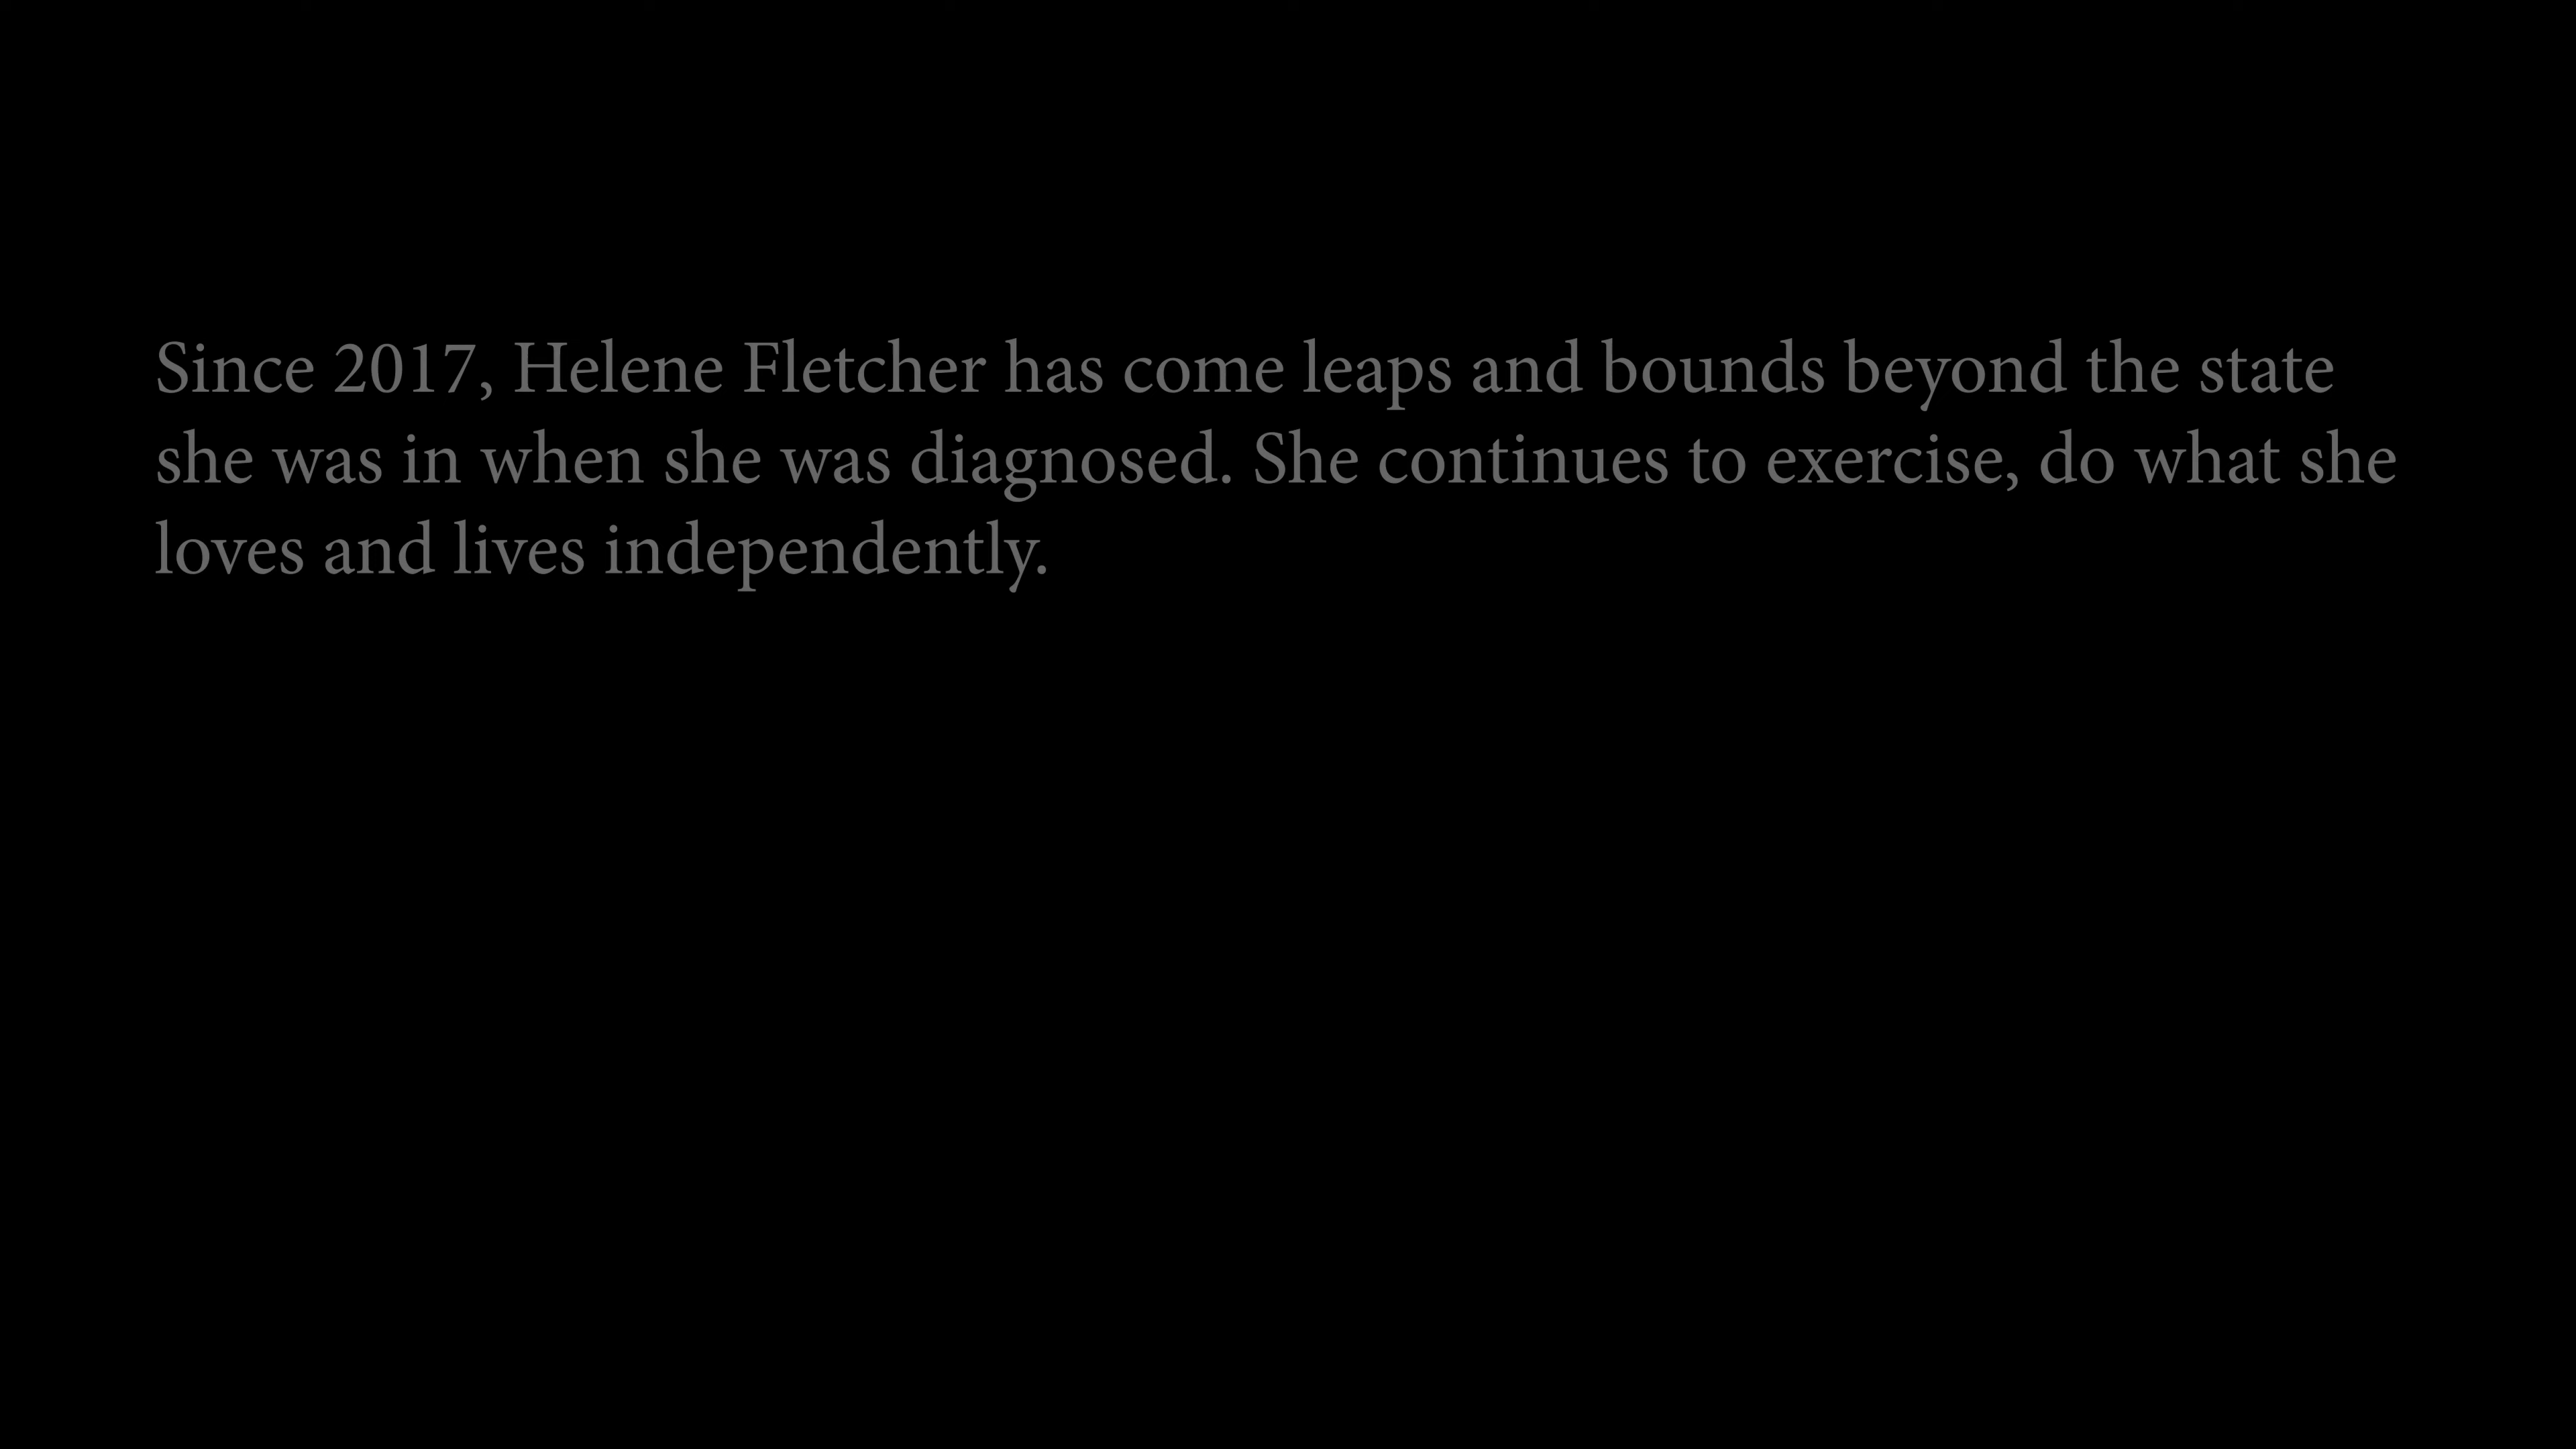 Since 2017, Helene Fletcher has come leaps and bounds beyond the state
she was in when she was diagnosed. She continues to exercise, do what she
loves and lives independently.